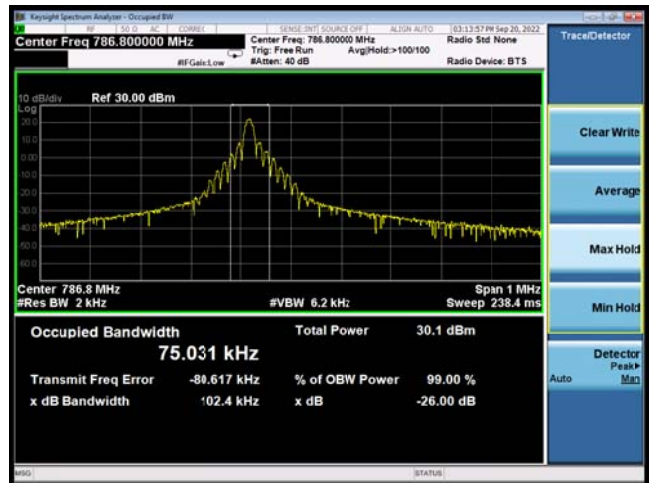 Keysight Spectrum Analyzer - Occupied BW
RF 50 Ω AC CORREC SENSE:INT SOURCE OFF ALIGN AUTO 03:13:57 PM Sep 20, 2022
Center Freq 786.800000 MHz
Center Freq: 786.80000 MHz
Radio Std: None
Trig: Free Run Avg|Hold:>100/100
#IFGain:Low #Atten: 40 dB Radio Device: BTS
Trace/Detector
10 dB/div Ref 30.00 dBm
Log
20.0
10.0
0.00
-10.0
-20.0
-30.0
-40.0
-50.0
-60.0
Clear Write
Average
Max Hold
Min Hold
Center 786.8 MHz Span 1 MHz
#Res BW 2 kHz #VBW 6.2 kHz Sweep 238.4 ms
Occupied Bandwidth Total Power 30.1 dBm
75.031 kHz
Transmit Freq Error -80.617 kHz % of OBW Power 99.00 %
x dB Bandwidth 102.4 kHz x dB -26.00 dB
Detector
Peak▶
Auto Man
MSG STATUS